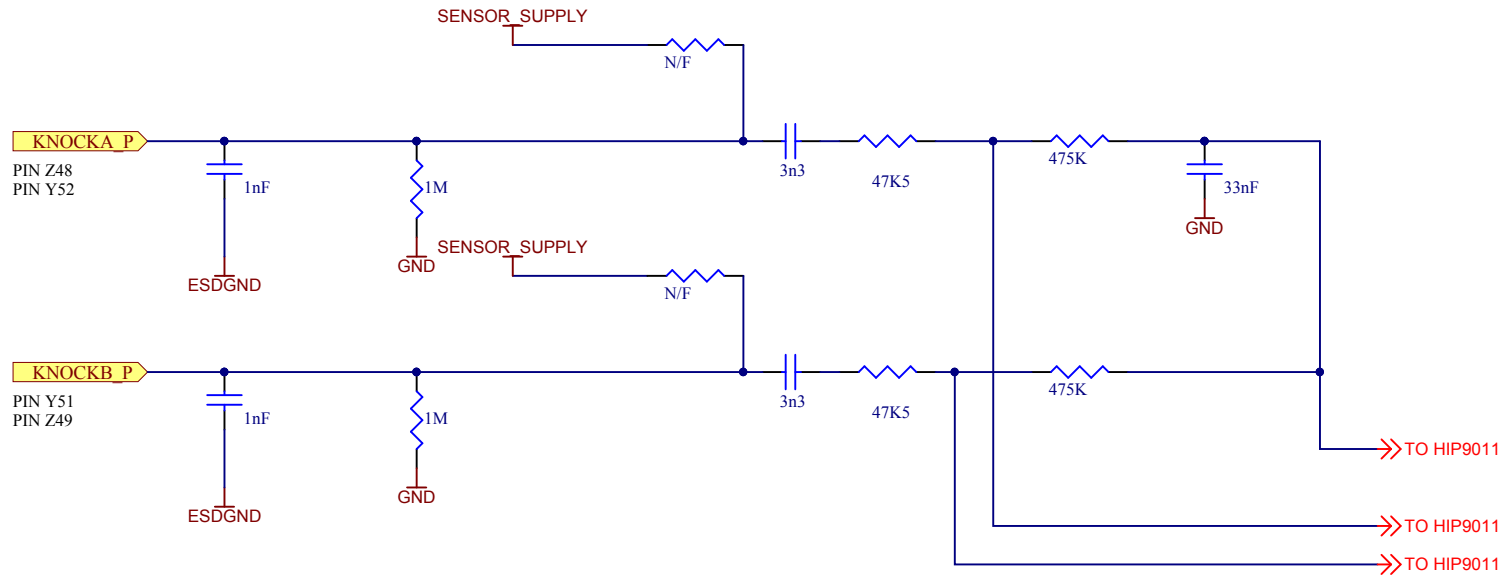 SENSOR_SUPPLY
N/F
KNOCKA_P
PIN Z48
PIN Y52
1nF
1M
3n3
47K5
475K
33nF
GND
ESDGND
GND
SENSOR_SUPPLY
N/F
KNOCKB_P
PIN Y51
PIN Z49
1nF
1M
3n3
47K5
475K
ESDGND
GND
TO HIP9011
TO HIP9011
TO HIP9011